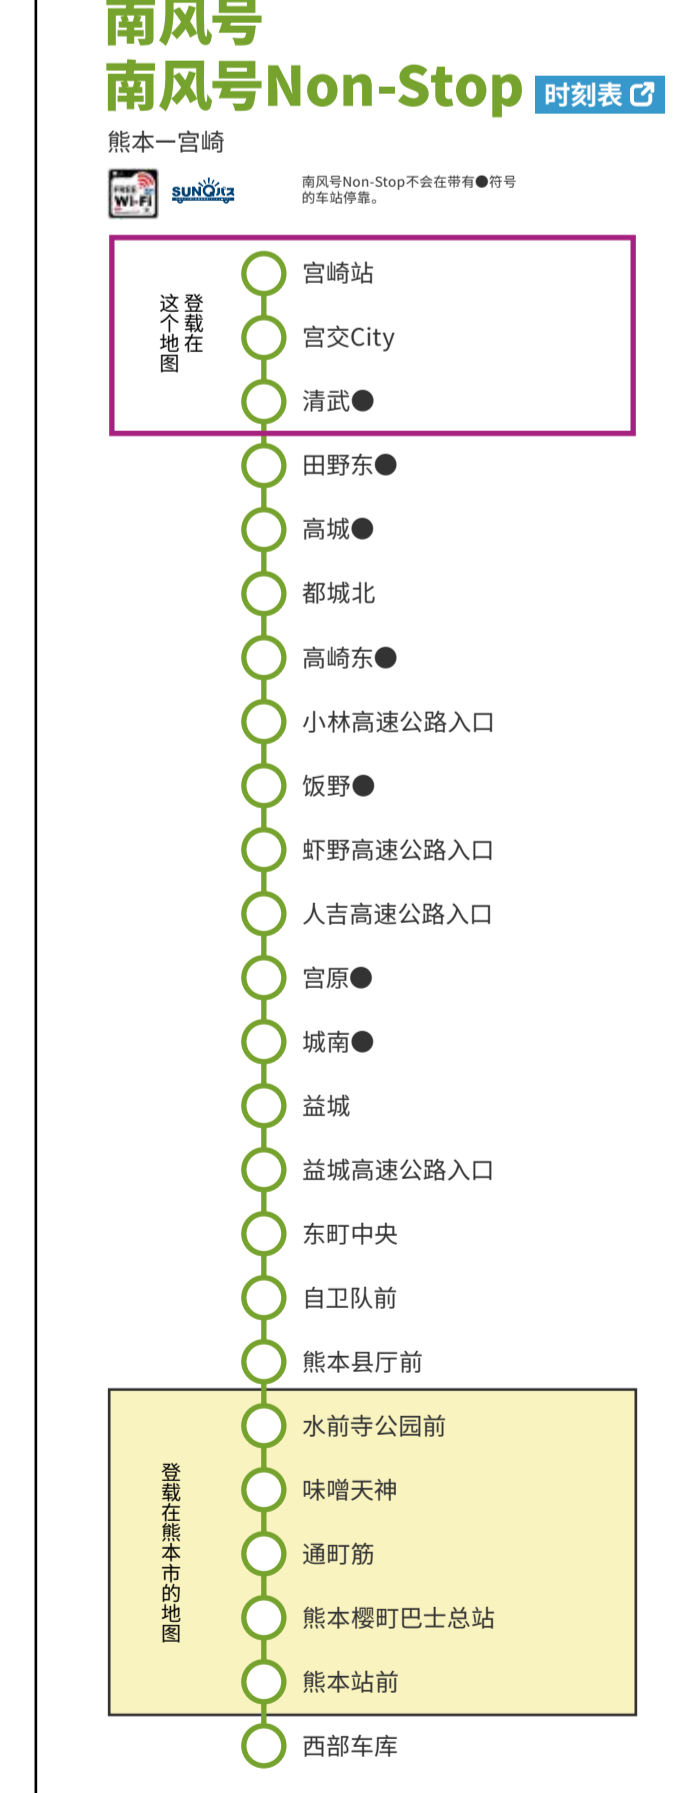 南风号
南风号Non-Stop 时刻表
熊本一宫崎
FREE
Wi-Fi
SUNQパス
南风号Non-Stop不会在带有●符号
的车站停靠。
登载在
这个地图
宫崎站
宫交City
清武●
田野东●
高城●
都城北
高崎东●
小林高速公路入口
饭野●
虾野高速公路入口
人吉高速公路入口
宫原●
城南●
益城
益城高速公路入口
东町中央
自卫队前
熊本县厅前
登载在熊本市的地图
水前寺公园前
味噌天神
通町筋
熊本樱町巴士总站
熊本站前
西部车库